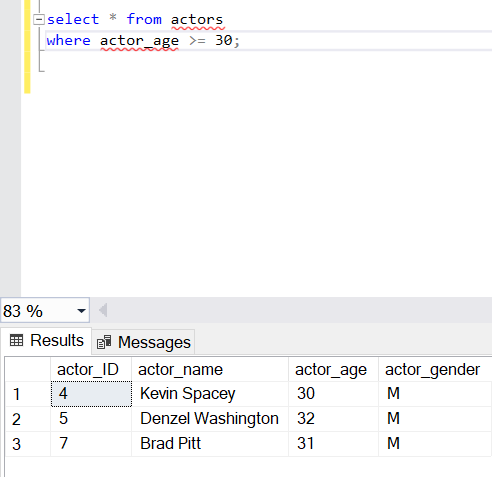 select * from actors
where actor_age >= 30;
83 %
Results Messages
actor_ID actor_name actor_age actor_gender
1 4 Kevin Spacey 30 M
2 5 Denzel Washington 32 M
3 7 Brad Pitt 31 M